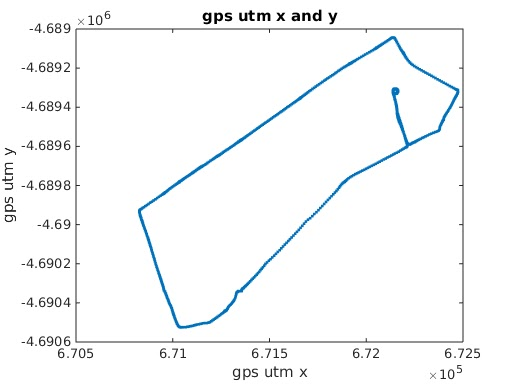 gps utm x and y
×10⁶
-4.689
-4.6892
-4.6894
-4.6896
-4.6898
-4.69
-4.6902
-4.6904
-4.6906
gps utm y
6.705 6.71 6.715 6.72 6.725
gps utm x
×10⁵